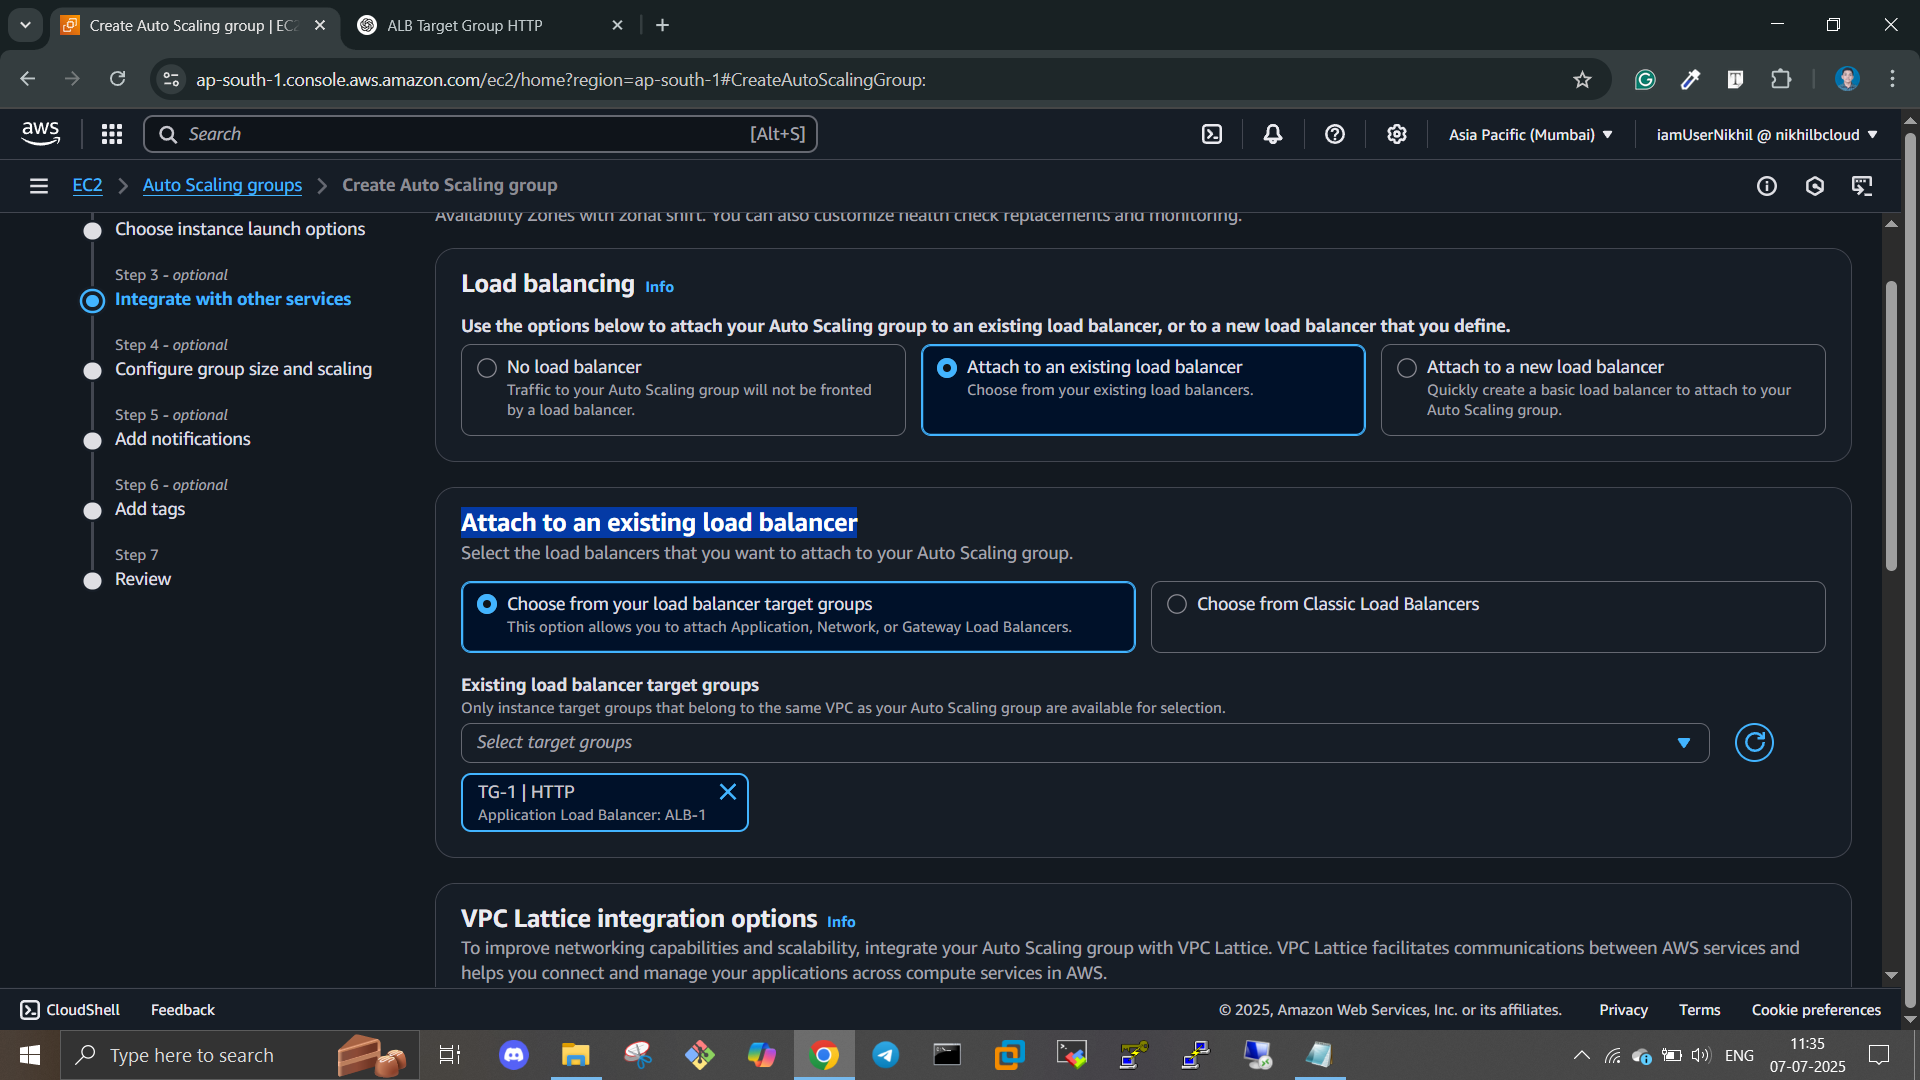 Create Auto Scaling group | EC2
ALB Target Group HTTP
ap-south-1.console.aws.amazon.com/ec2/home?region=ap-south-1#CreateAutoScalingGroup:
aws
Search
[Alt+S]
Asia Pacific (Mumbai)
iamUserNikhil @ nikhilbcloud
EC2
Auto Scaling groups
Create Auto Scaling group
Choose instance launch options
Step 3 - optional
Integrate with other services
Step 4 - optional
Configure group size and scaling
Step 5 - optional
Add notifications
Step 6 - optional
Add tags
Step 7
Review
Availability Zones with zonal shift. You can also customize health check replacements and monitoring.
Load balancing Info
Use the options below to attach your Auto Scaling group to an existing load balancer, or to a new load balancer that you define.
No load balancer
Traffic to your Auto Scaling group will not be fronted
by a load balancer.
Attach to an existing load balancer
Choose from your existing load balancers.
Attach to a new load balancer
Quickly create a basic load balancer to attach to your
Auto Scaling group.
Attach to an existing load balancer
Select the load balancers that you want to attach to your Auto Scaling group.
Choose from your load balancer target groups
This option allows you to attach Application, Network, or Gateway Load Balancers.
Choose from Classic Load Balancers
Existing load balancer target groups
Only instance target groups that belong to the same VPC as your Auto Scaling group are available for selection.
Select target groups
TG-1 | HTTP
Application Load Balancer: ALB-1
VPC Lattice integration options Info
To improve networking capabilities and scalability, integrate your Auto Scaling group with VPC Lattice. VPC Lattice facilitates communications between AWS services and
helps you connect and manage your applications across compute services in AWS.
CloudShell
Feedback
© 2025, Amazon Web Services, Inc. or its affiliates.
Privacy
Terms
Cookie preferences
Type here to search
ENG
11:35
07-07-2025